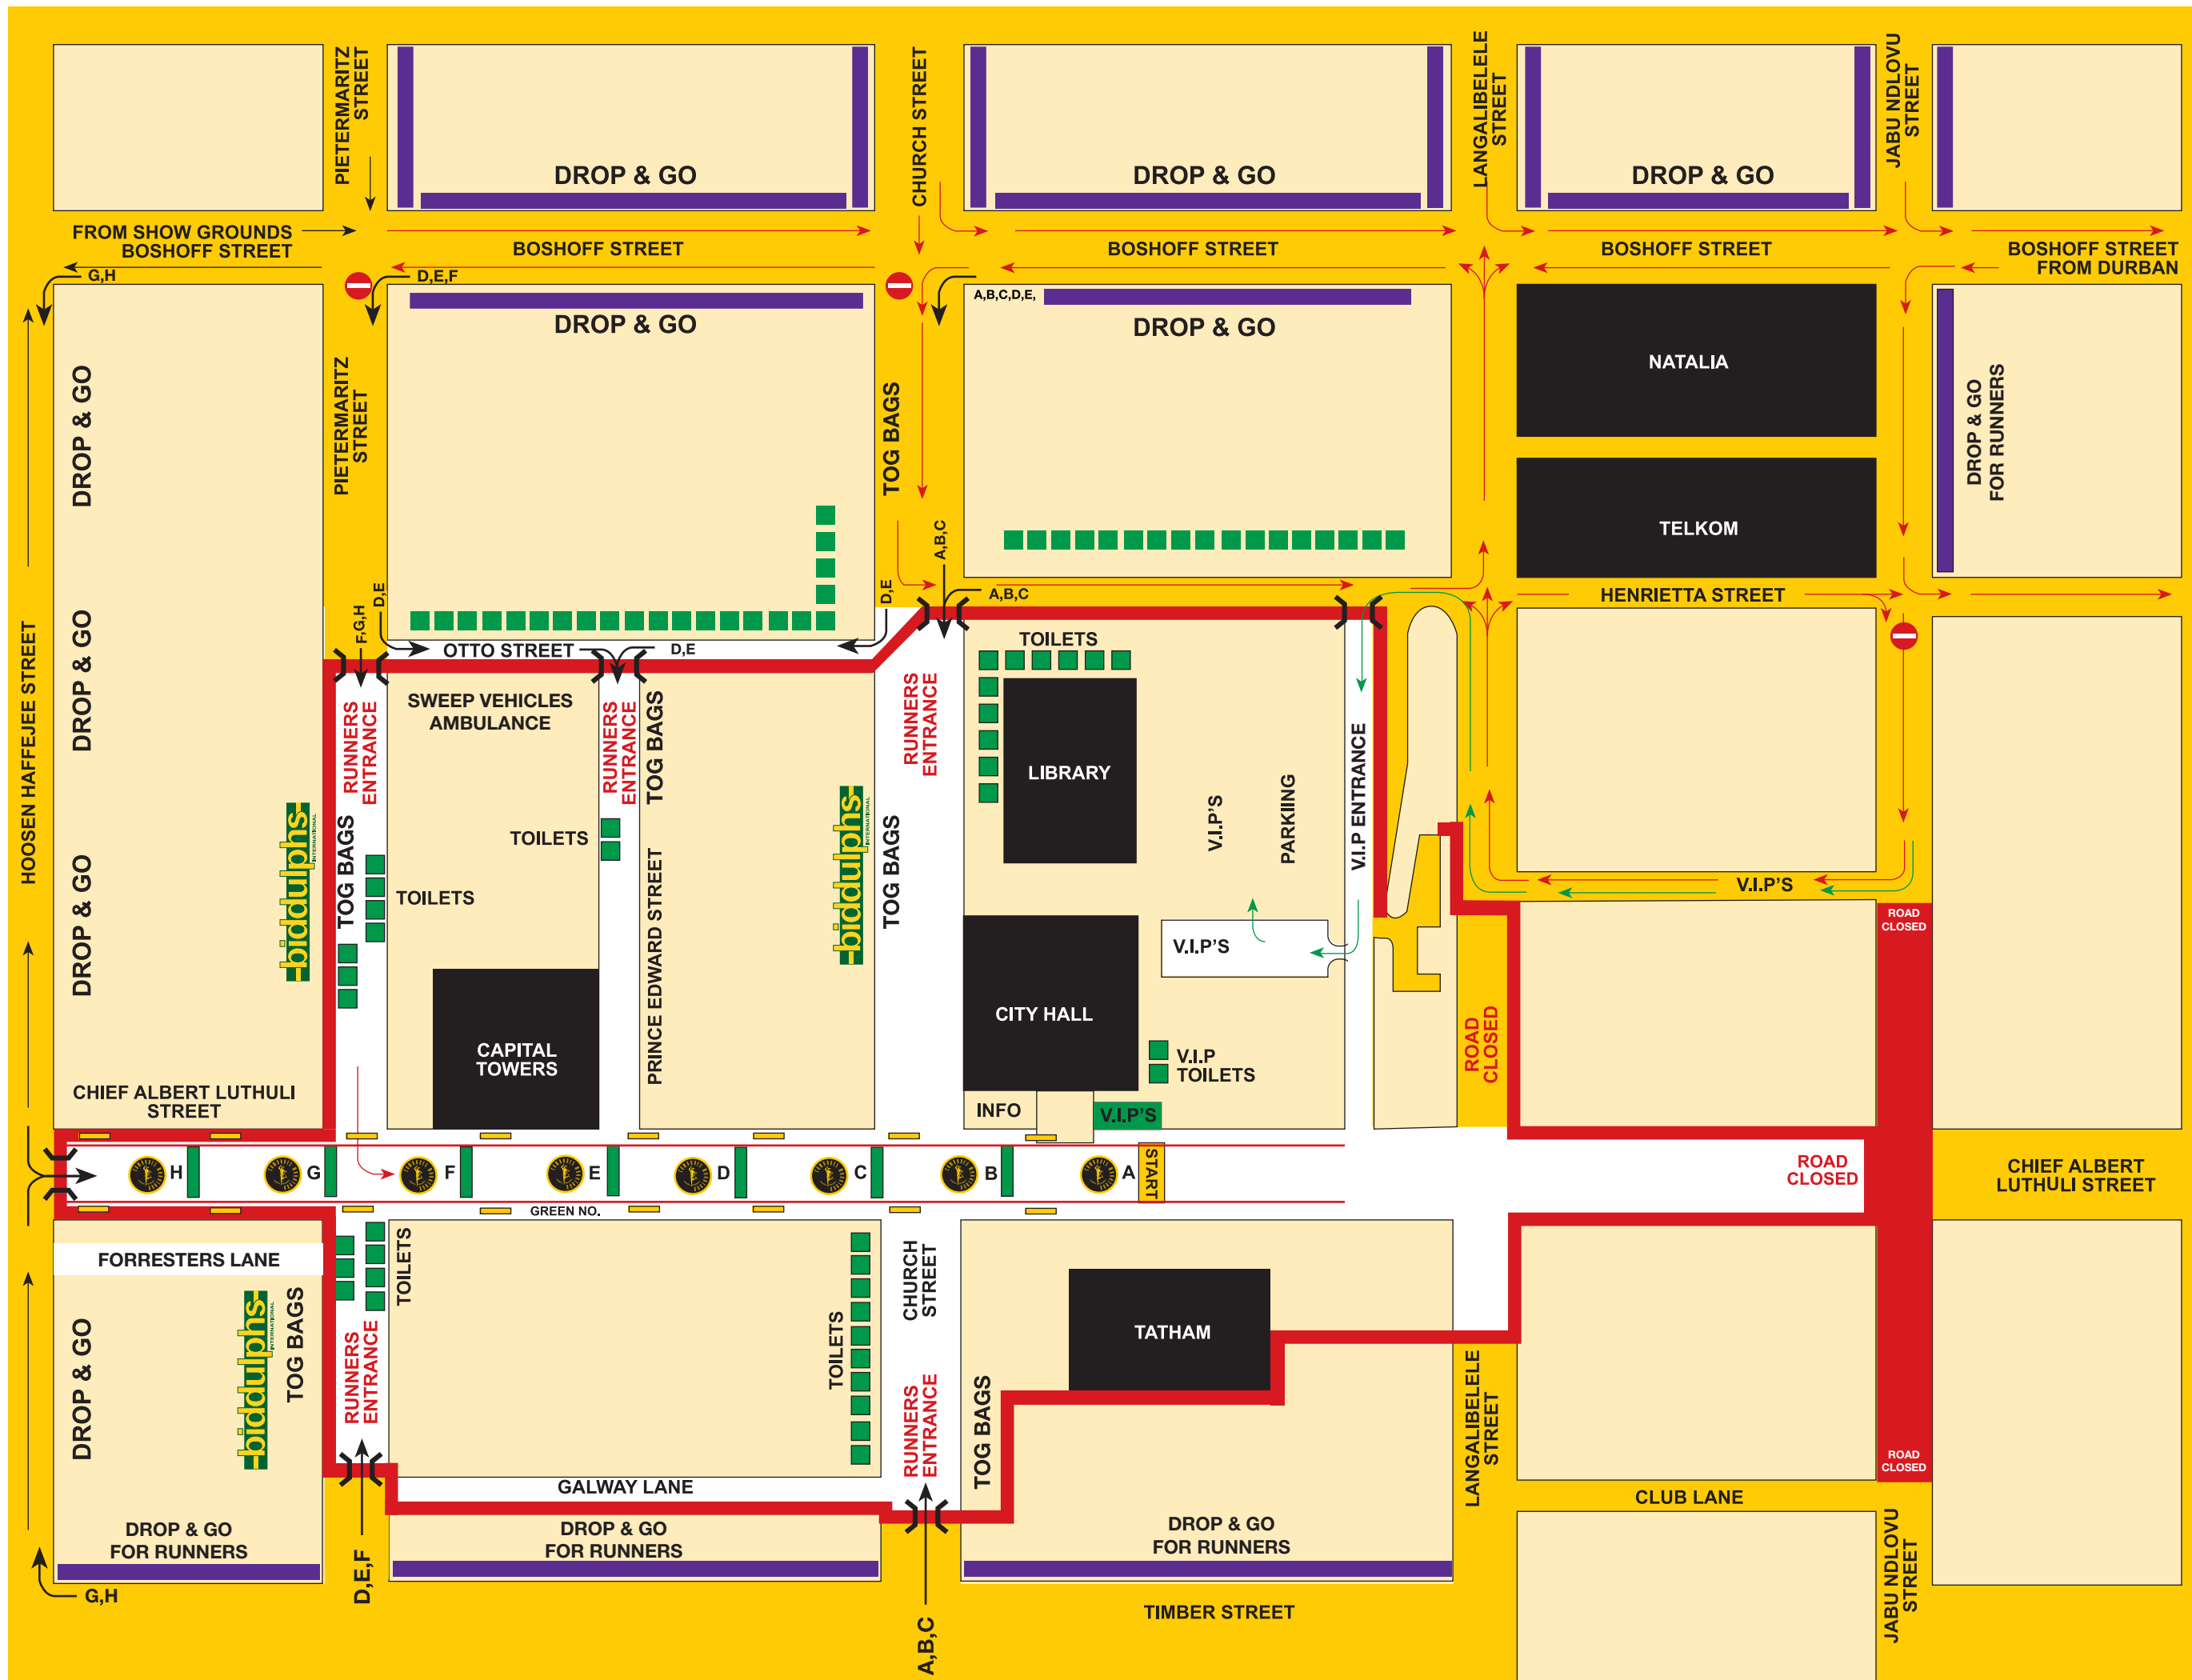 PIETERMARITZ
STREET
CHURCH STREET
LANGALIBELELE
STREET
JABU NDLOVU
STREET
DROP & GO
DROP & GO
DROP & GO
FROM SHOW GROUNDS
BOSHOFF STREET
BOSHOFF STREET
BOSHOFF STREET
BOSHOFF STREET
BOSHOFF STREET
FROM DURBAN
G,H
D,E,F
A,B,C,D,E,
DROP & GO
DROP & GO
NATALIA
TELKOM
DROP & GO
FOR RUNNERS
HOOSEN HAFFEJEE STREET
DROP & GO
DROP & GO
DROP & GO
PIETERMARITZ
STREET
TOG BAGS
A,B,C
D,E
D,E
F,G,H
A,B,C
HENRIETTA STREET
OTTO STREET
D,E
TOILETS
SWEEP VEHICLES
AMBULANCE
RUNNERS
ENTRANCE
RUNNERS
ENTRANCE
TOG BAGS
RUNNERS
ENTRANCE
LIBRARY
V.I.P'S
PARKIING
V.I.P ENTRANCE
TOG BAGS
TOILETS
TOILETS
biddulphs
INTERNATIONAL
PRINCE EDWARD STREET
biddulphs
INTERNATIONAL
TOG BAGS
V.I.P'S
V.I.P'S
ROAD
CLOSED
CITY HALL
ROAD
CLOSED
CAPITAL
TOWERS
V.I.P
TOILETS
CHIEF ALBERT LUTHULI
STREET
INFO
V.I.P'S
H
G
F
E
D
C
B
A
START
ROAD
CLOSED
CHIEF ALBERT
LUTHULI STREET
GREEN NO.
FORRESTERS LANE
TOILETS
CHURCH
STREET
DROP & GO
biddulphs
INTERNATIONAL
TOG BAGS
RUNNERS
ENTRANCE
TOILETS
RUNNERS
ENTRANCE
TOG BAGS
TATHAM
LANGALIBELELE
STREET
ROAD
CLOSED
GALWAY LANE
CLUB LANE
DROP & GO
FOR RUNNERS
DROP & GO
FOR RUNNERS
DROP & GO
FOR RUNNERS
G,H
D,E,F
A,B,C
TIMBER STREET
JABU NDLOVU
STREET